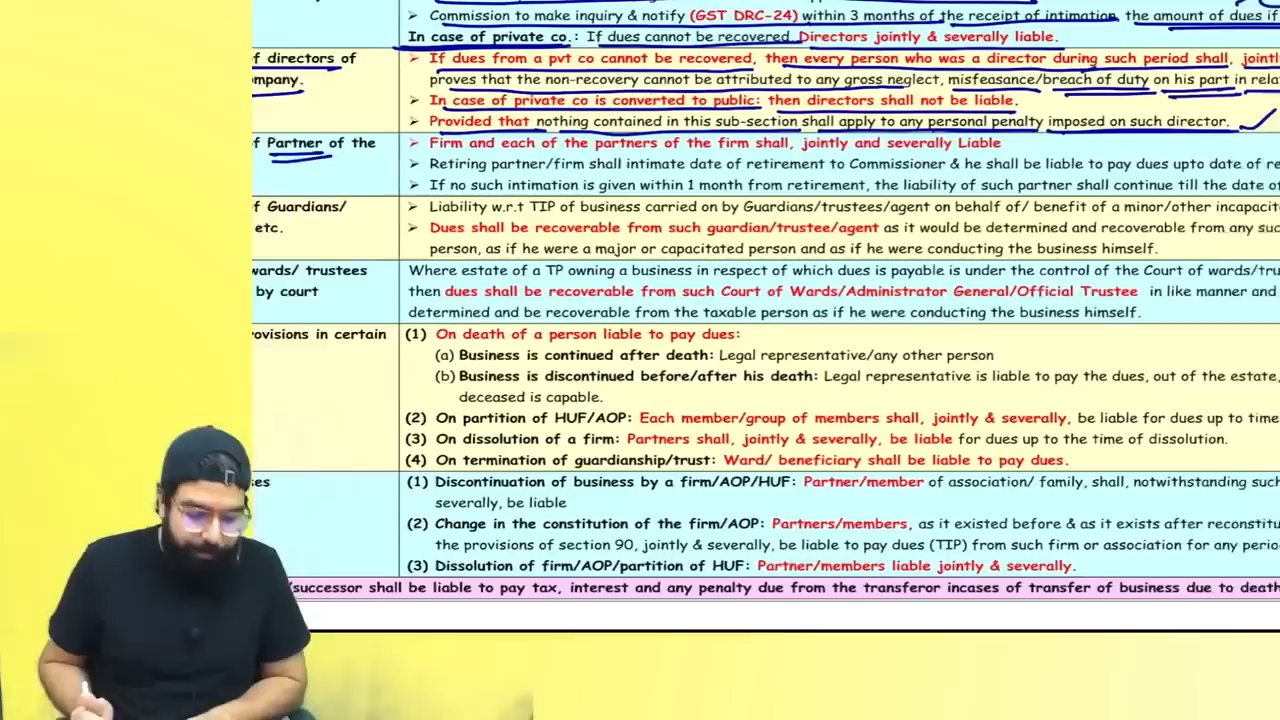 Commission to make inquiry & notify (GST DRC-24) within 3 months of the receipt of intimation, the amount of dues if
In case of private co.: If dues cannot be recovered Directors jointly & severally liable.
of directors of
If dues from a pvt co cannot be recovered, then every person who was a director during such period shall, jointl
mpany.
proves that the non-recovery cannot be attributed to any gross neglect, misfeasance/breach of duty on his part in rela
In case of private co is converted to public: then directors shall not be liable.
Provided that nothing contained in this sub-section shall apply to any personal penalty imposed on such director.
f Partner of the
Firm and each of the partners of the firm shall, jointly and severally Liable
Retiring partner/firm shall intimate date of retirement to Commissioner & he shall be liable to pay dues upto date of re
If no such intimation is given within 1 month from retirement, the liability of such partner shall continue till the date of
f Guardians/
etc.
Liability w.r.t TIP of business carried on by Guardians/trustees/agent on behalf of/ benefit of a minor/other incapacit
Dues shall be recoverable from such guardian/trustee/agent as it would be determined and recoverable from any suc
person, as if he were a major or capacitated person and as if he were conducting the business himself.
wards/ trustees
by court
Where estate of a TP owning a business in respect of which dues is payable is under the control of the Court of wards/tru
then dues shall be recoverable from such Court of Wards/Administrator General/Official Trustee in like manner and
determined and be recoverable from the taxable person as if he were conducting the business himself.
rovisions in certain
(1) On death of a person liable to pay dues:
(a) Business is continued after death: Legal representative/any other person
(b) Business is discontinued before/after his death: Legal representative is liable to pay the dues, out of the estate,
deceased is capable.
(2) On partition of HUF/AOP: Each member/group of members shall, jointly & severally, be liable for dues up to time
(3) On dissolution of a firm: Partners shall, jointly & severally, be liable for dues up to the time of dissolution.
(4) On termination of guardianship/trust: Ward/ beneficiary shall be liable to pay dues.
ses
(1) Discontinuation of business by a firm/AOP/HUF: Partner/member of association/ family, shall, notwithstanding such
severally, be liable
(2) Change in the constitution of the firm/AOP: Partners/members, as it existed before & as it exists after reconstitu
the provisions of section 90, jointly & severally, be liable to pay dues (TIP) from such firm or association for any perio
(3) Dissolution of firm/AOP/partition of HUF: Partner/members liable jointly & severally.
/successor shall be liable to pay tax, interest and any penalty due from the transferor incases of transfer of business due to death